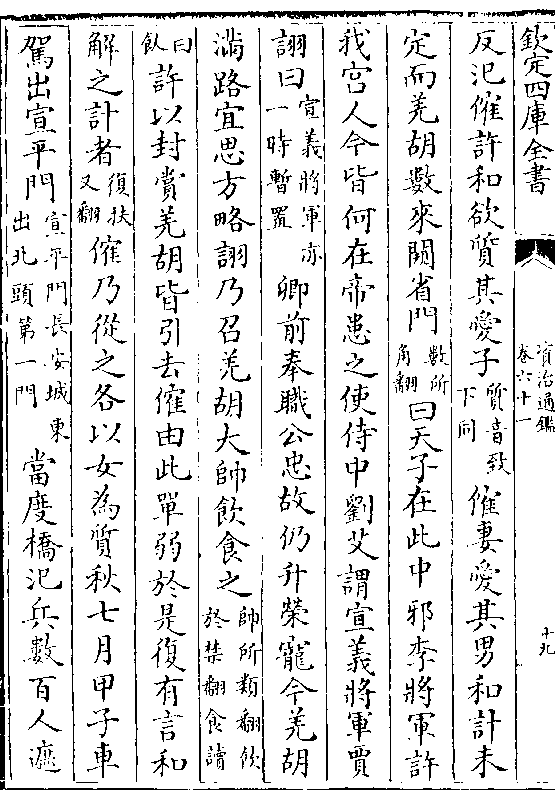 欽定四庫全書
資治通鑑
卷六十一
十九
反汜傕許和欲質其愛子質音致下同傕妻愛其男和計未
定而羌胡數來闚省門數所角翻曰天子在此中邪李將軍許
我宮人今皆何在帝患之使侍中劉艾謂宣義將軍賈
詡曰宣義將軍亦一時暫置卿前奉職公忠故仍升榮寵今羌胡
滿路宜思方略詡乃召羌胡大帥飲食之帥所類翻飲於禁翻食讀
曰飤許以封賞羌胡皆引去傕由此單弱於是復有言和
解之計者復扶又翻傕乃從之各以女為質秋七月甲子車
駕出宣平門宣平門長安城東出北頭第一門當度橋汜兵數百人遮